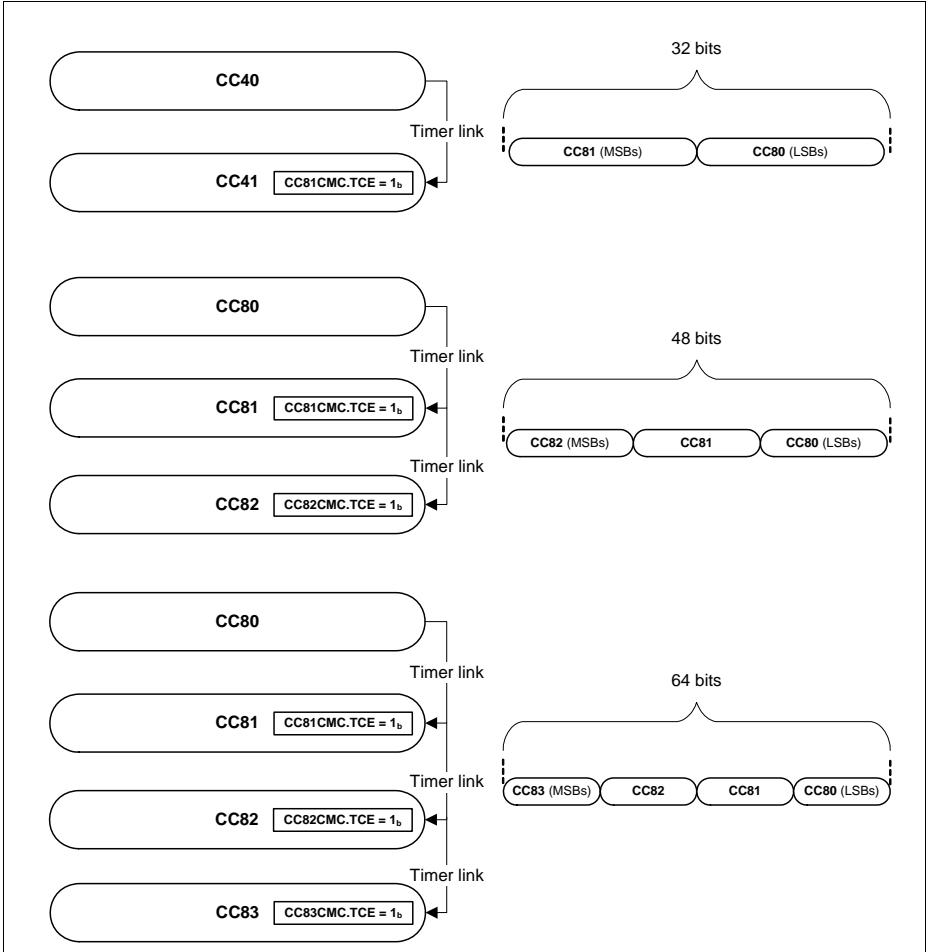 CC40
Timer link
CC41 CC81CMC.TCE = 1b
32 bits
CC81 (MSBs) CC80 (LSBs)
CC80
Timer link
CC81 CC81CMC.TCE = 1b
Timer link
CC82 CC82CMC.TCE = 1b
48 bits
CC82 (MSBs) CC81 CC80 (LSBs)
CC80
Timer link
CC81 CC81CMC.TCE = 1b
Timer link
CC82 CC82CMC.TCE = 1b
Timer link
CC83 CC83CMC.TCE = 1b
64 bits
CC83 (MSBs) CC82 CC81 CC80 (LSBs)